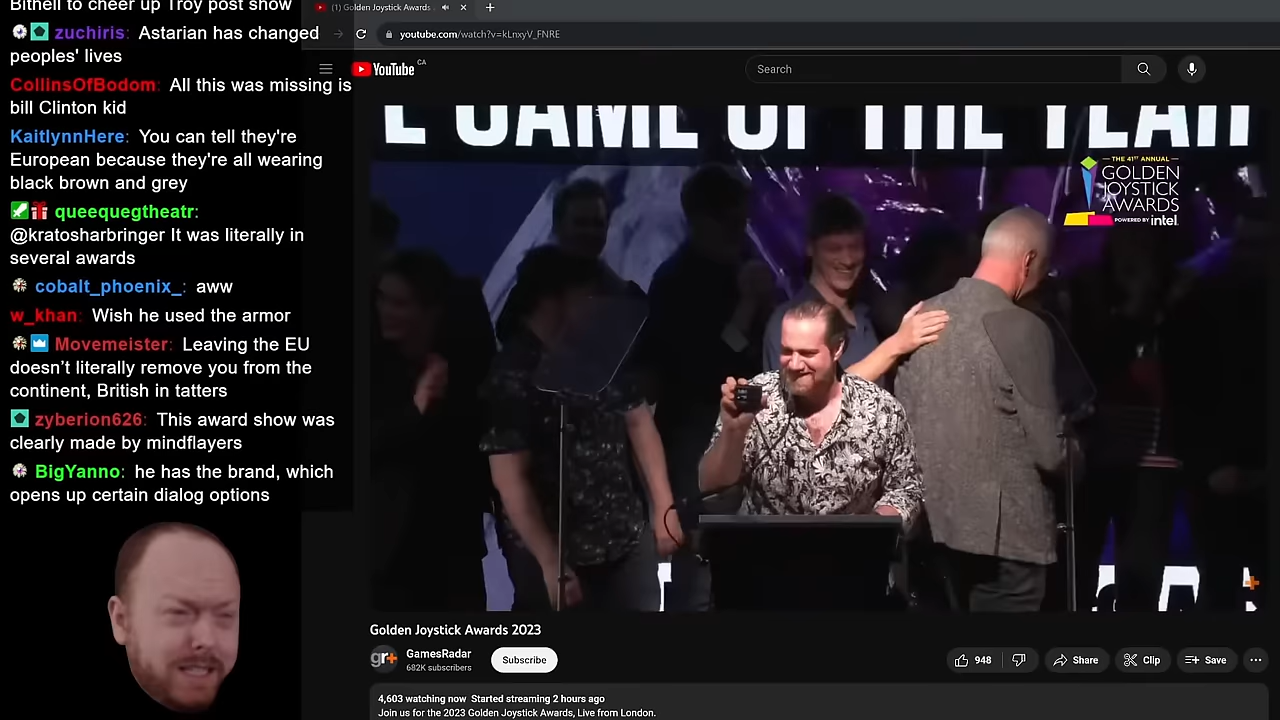 Bithell to cheer up Troy post show
zuchiris: Astarian has changed
peoples' lives
CollinsOfBodom: All this was missing is
bill Clinton kid
KaitlynnHere: You can tell they're
European because they're all wearing
black brown and grey
queequegtheatr:
@kratosharbringer It was literally in
several awards
cobalt_phoenix_: aww
w_khan: Wish he used the armor
Movemeister: Leaving the EU
doesn’t literally remove you from the
continent, British in tatters
zyberion626: This award show was
clearly made by mindflayers
BigYanno: he has the brand, which
opens up certain dialog options
(1) Golden Joystick Awards
youtube.com/watch?v=kLnxyV_FNRE
YouTube CA
Search
E GAME OF THE YEAR
THE 41ST ANNUAL
GOLDEN
JOYSTICK
AWARDS
POWERED BY intel.
Golden Joystick Awards 2023
gr+
GamesRadar
682K subscribers
Subscribe
948
Share
Clip
Save
4,603 watching now Started streaming 2 hours ago
Join us for the 2023 Golden Joystick Awards, Live from London.